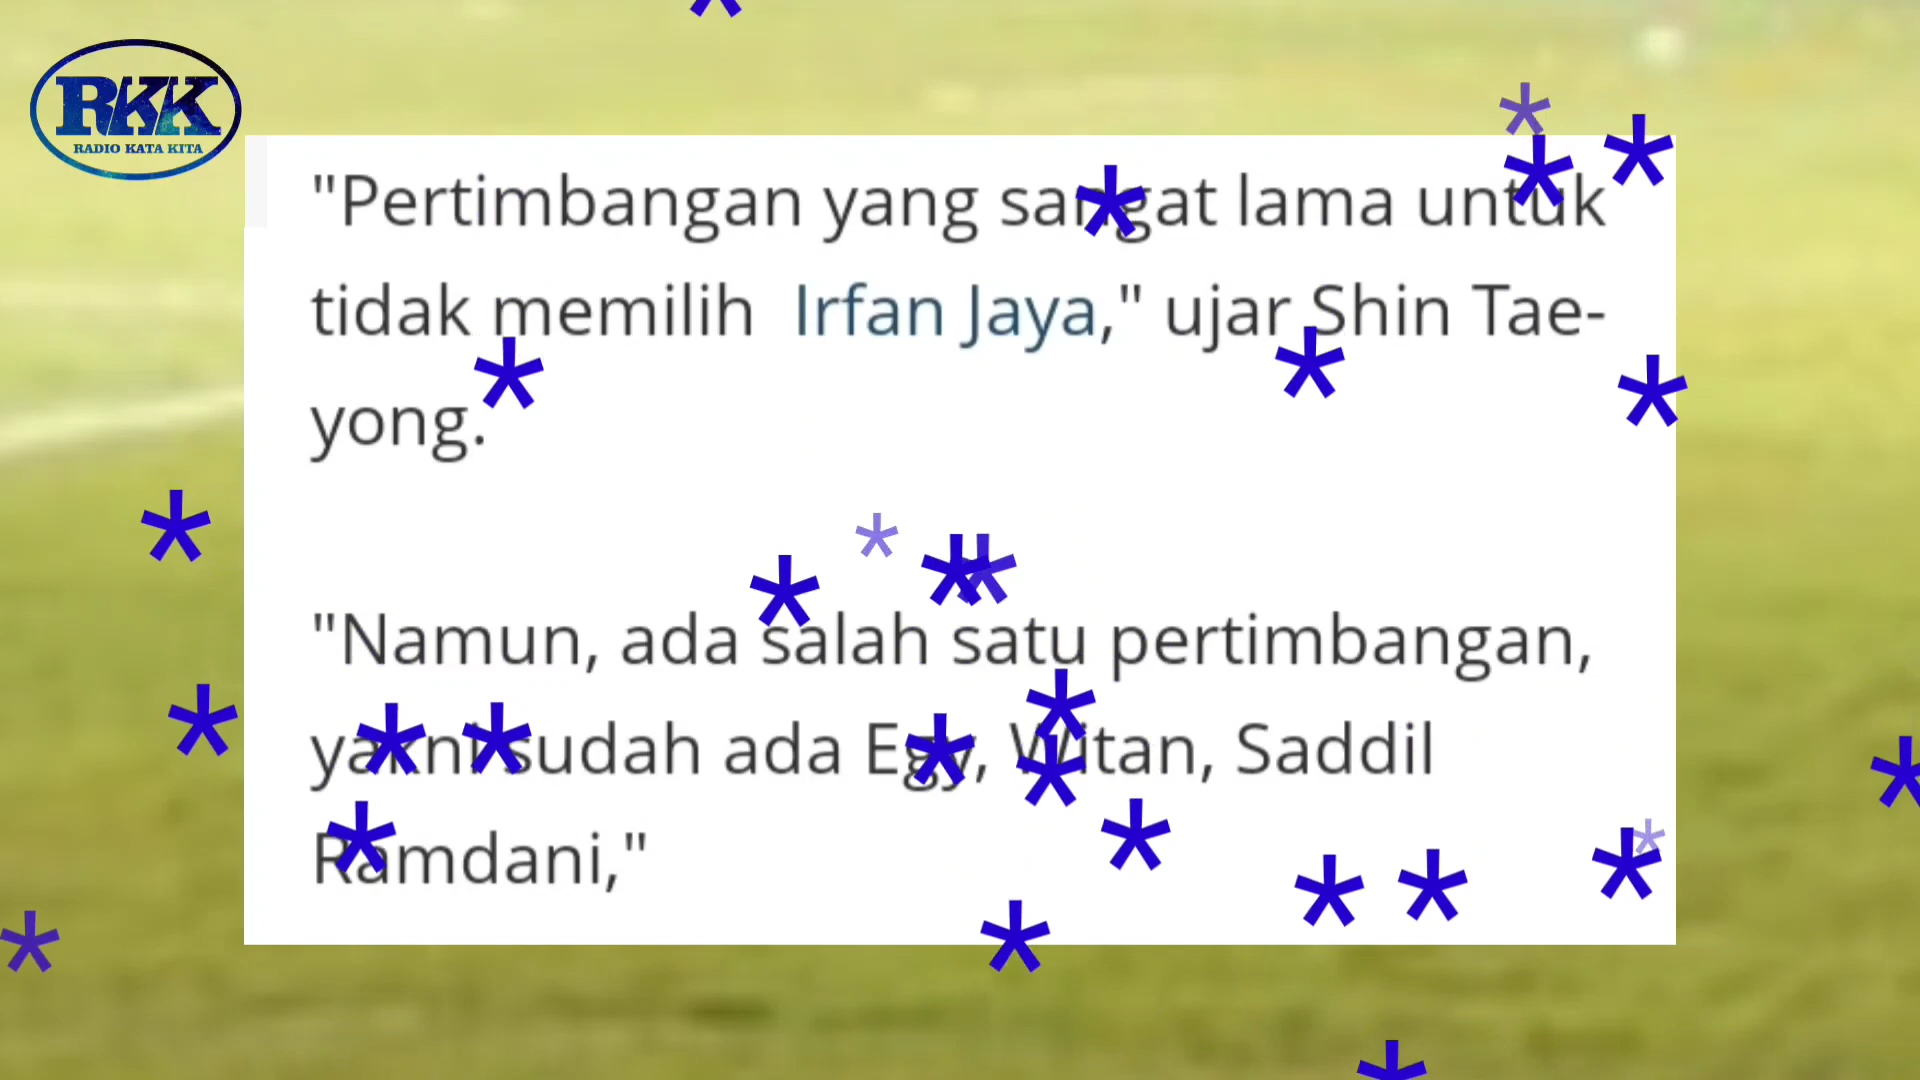 RKK
RADIO KATA KITA
"Pertimbangan yang sangat lama untuk
tidak memilih Irfan Jaya," ujar Shin Tae-
yong.
"Namun, ada salah satu pertimbangan,
yakni sudah ada Egy, Witan, Saddil
Ramdani,"